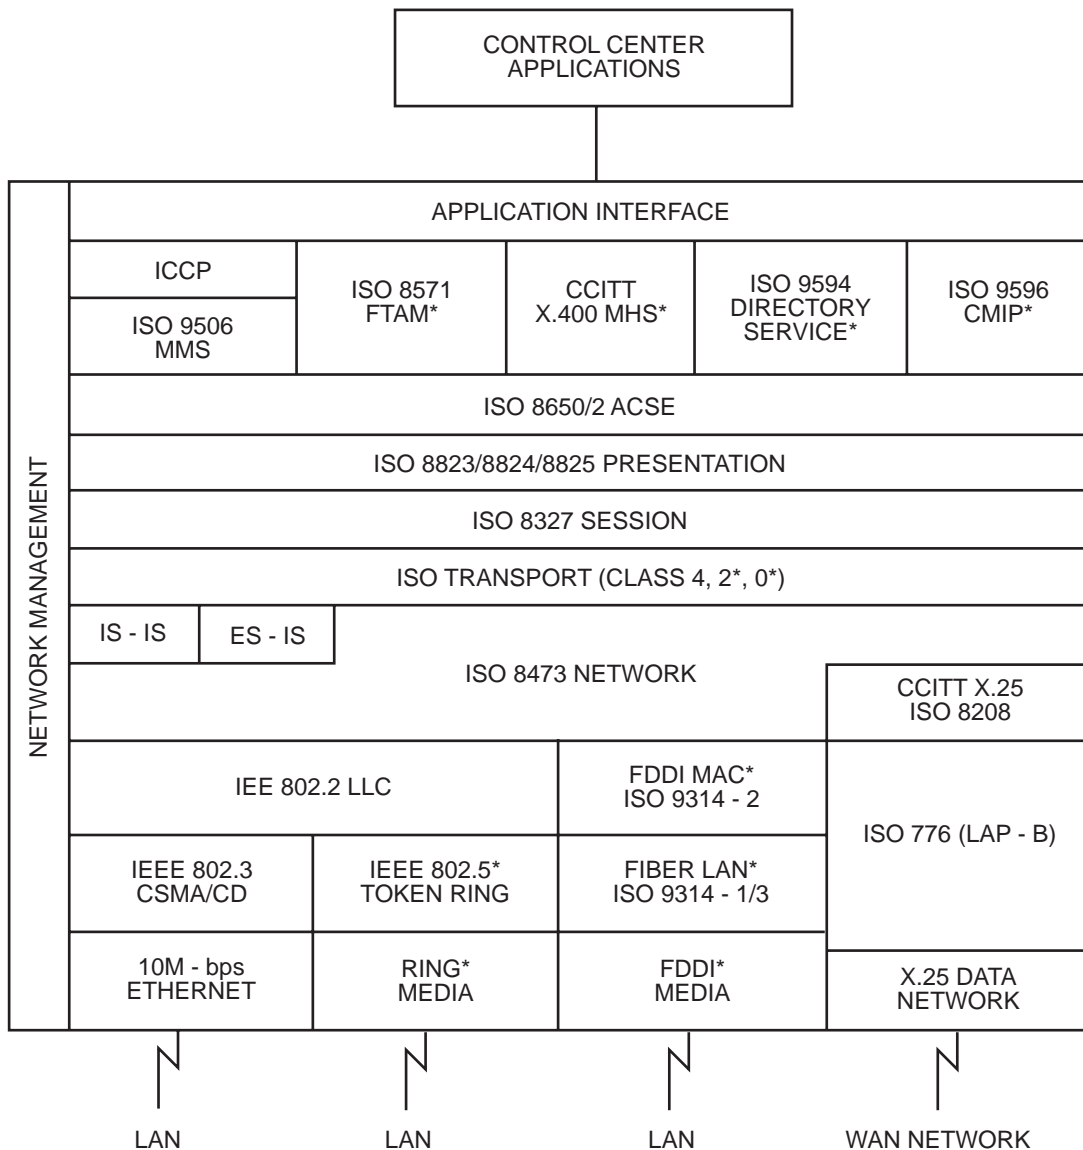 CONTROL CENTER
APPLICATIONS
APPLICATION INTERFACE
ICCP
ISO 9506
MMS
ISO 8571
FTAM*
CCITT
X.400 MHS*
ISO 9594
DIRECTORY
SERVICE*
ISO 9596
CMIP*
ISO 8650/2 ACSE
ISO 8823/8824/8825 PRESENTATION
ISO 8327 SESSION
ISO TRANSPORT (CLASS 4, 2*, 0*)
NETWORK MANAGEMENT
IS - IS
ES - IS
ISO 8473 NETWORK
CCITT X.25
ISO 8208
IEE 802.2 LLC
FDDI MAC*
ISO 9314 - 2
ISO 776 (LAP - B)
IEEE 802.3
CSMA/CD
IEEE 802.5*
TOKEN RING
FIBER LAN*
ISO 9314 - 1/3
10M - bps
ETHERNET
RING*
MEDIA
FDDI*
MEDIA
X.25 DATA
NETWORK
LAN
LAN
LAN
WAN NETWORK